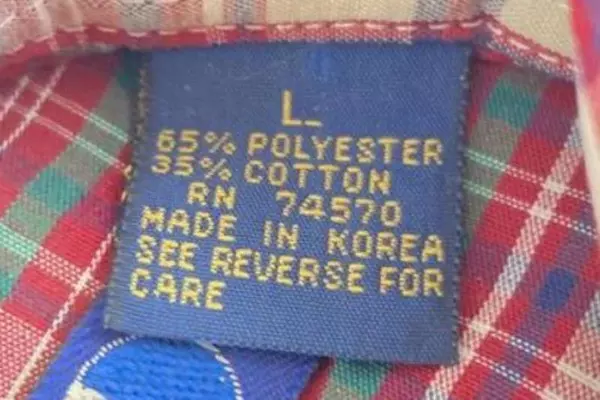 L
65% POLYESTER
35% COTTON
RN 74570
MADE IN KOREA
SEE REVERSE FOR
CARE